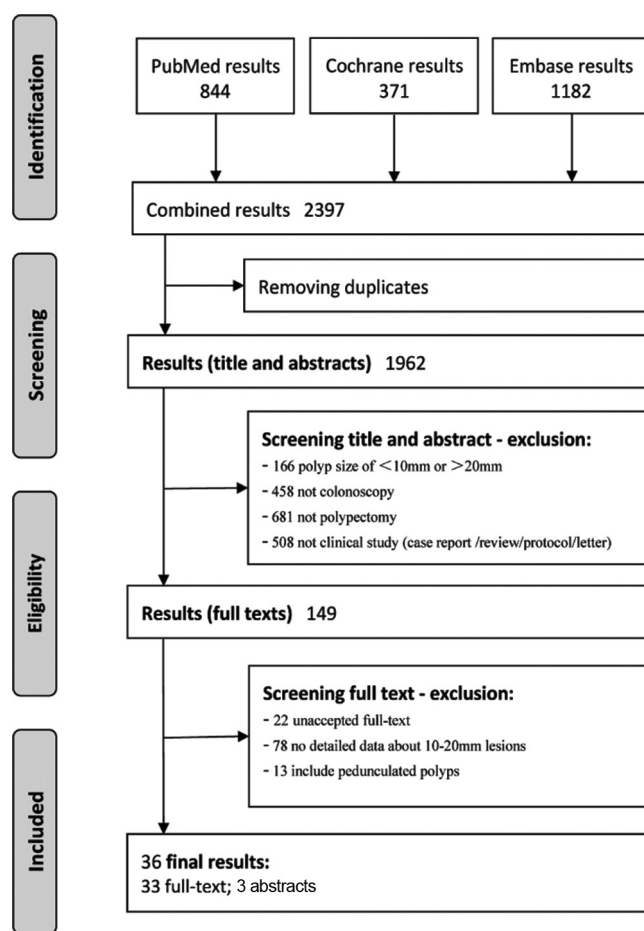 Identification
PubMed results
844
Cochrane results
371
Embase results
1182
Combined results 2397
Removing duplicates
Screening
Results (title and abstracts) 1962
Screening title and abstract - exclusion:
- 166 polyp size of <10mm or >20mm
- 458 not colonoscopy
- 681 not polypectomy
- 508 not clinical study (case report /review/protocol/letter)
Eligibility
Results (full texts) 149
Screening full text - exclusion:
- 22 unaccepted full-text
- 78 no detailed data about 10-20mm lesions
- 13 include pedunculated polyps
Included
36 final results:
33 full-text; 3 abstracts